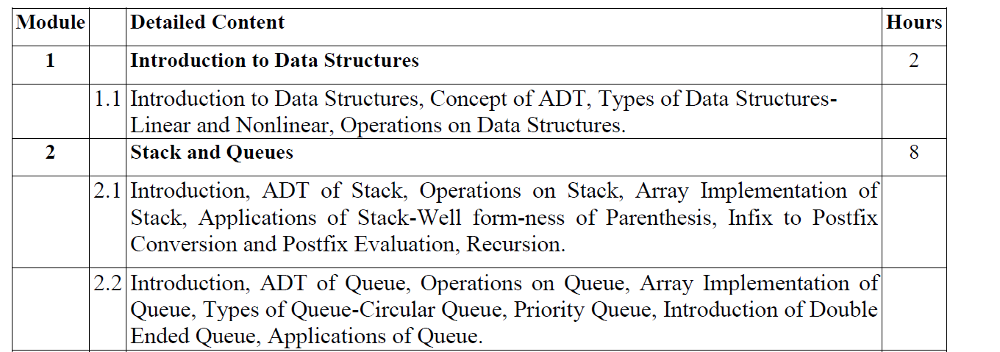 Module Detailed Content Hours
1 Introduction to Data Structures 2
1.1 Introduction to Data Structures, Concept of ADT, Types of Data Structures-
Linear and Nonlinear, Operations on Data Structures.
2 Stack and Queues 8
2.1 Introduction, ADT of Stack, Operations on Stack, Array Implementation of
Stack, Applications of Stack-Well form-ness of Parenthesis, Infix to Postfix
Conversion and Postfix Evaluation, Recursion.
2.2 Introduction, ADT of Queue, Operations on Queue, Array Implementation of
Queue, Types of Queue-Circular Queue, Priority Queue, Introduction of Double
Ended Queue, Applications of Queue.